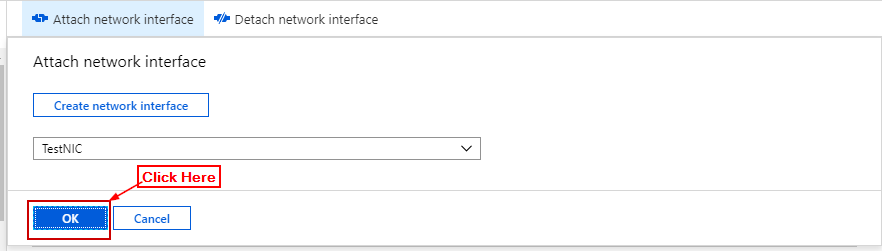 Attach network interface Detach network interface
Attach network interface
Create network interface
TestNIC
Click Here
OK Cancel